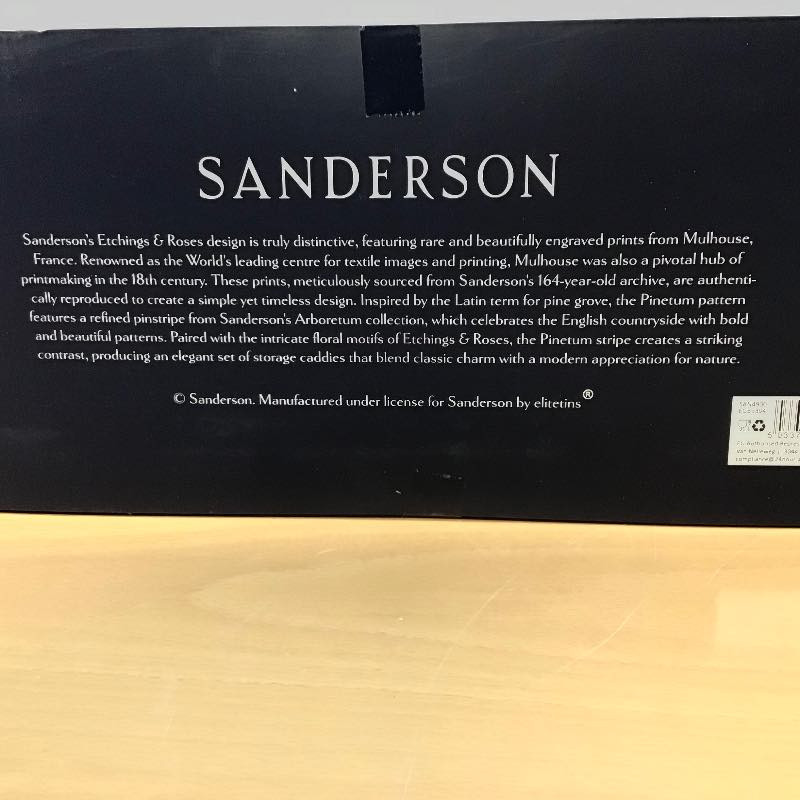 SANDERSON
Sanderson's Etchings & Roses design is truly distinctive, featuring rare and beautifully engraved prints from Mulhouse,
France. Renowned as the World's leading centre for textile images and printing, Mulhouse was also a pivotal hub of
printmaking in the 18th century. These prints, meticulously sourced from Sanderson's 164-year-old archive, are authenti-
cally reproduced to create a simple yet timeless design. Inspired by the Latin term for pine grove, the Pinetum pattern
features a refined pinstripe from Sanderson's Arboretum collection, which celebrates the English countryside with bold
and beautiful patterns. Paired with the intricate floral motifs of Etchings & Roses, the Pinetum stripe creates a striking
contrast, producing an elegant set of storage caddies that blend classic charm with a modern appreciation for nature.
© Sanderson. Manufactured under license for Sanderson by elitetins®